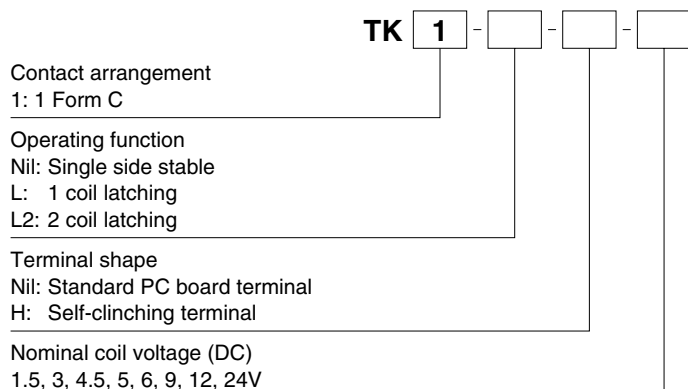 TK 1 - - -
Contact arrangement
1: 1 Form C
Operating function
Nil: Single side stable
L: 1 coil latching
L2: 2 coil latching
Terminal shape
Nil: Standard PC board terminal
H: Self-clinching terminal
Nominal coil voltage (DC)
1.5, 3, 4.5, 5, 6, 9, 12, 24V